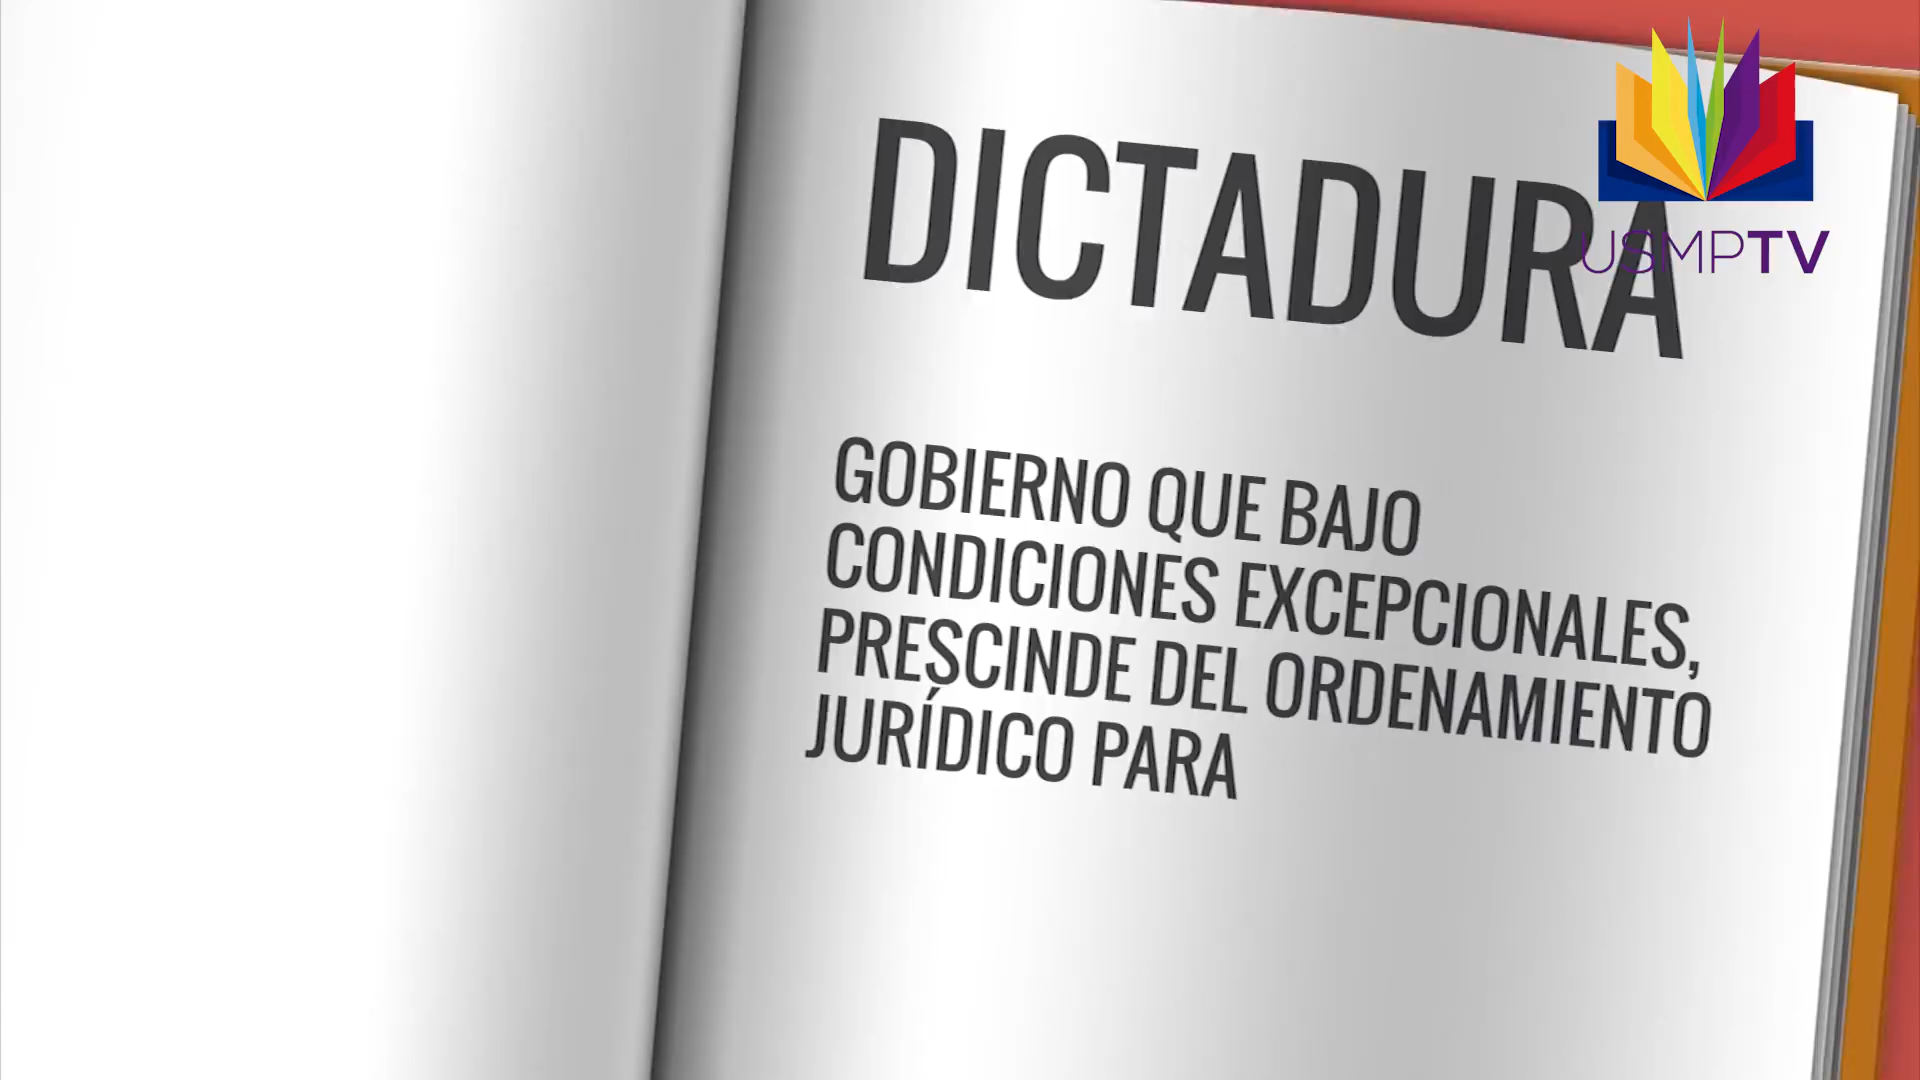 DICTADURA
USMPTV
GOBIERNO QUE BAJO
CONDICIONES EXCEPCIONALES,
PRESCINDE DEL ORDENAMIENTO
JURÍDICO PARA